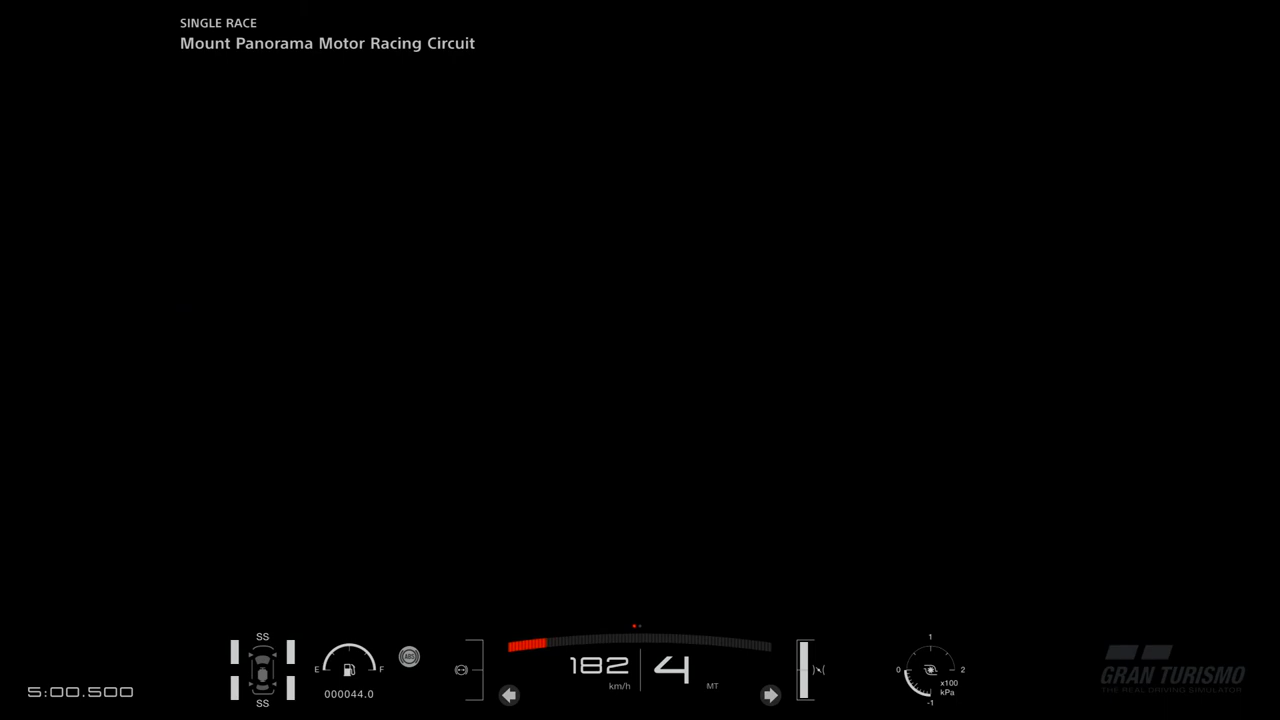 SINGLE RACE
Mount Panorama Motor Racing Circuit
SS
E F
ABS
000044.0
SS
5:00.500
182
km/h
4
MT
1
0 2
x100
kPa
-1
GRAN TURISMO
THE REAL DRIVING SIMULATOR